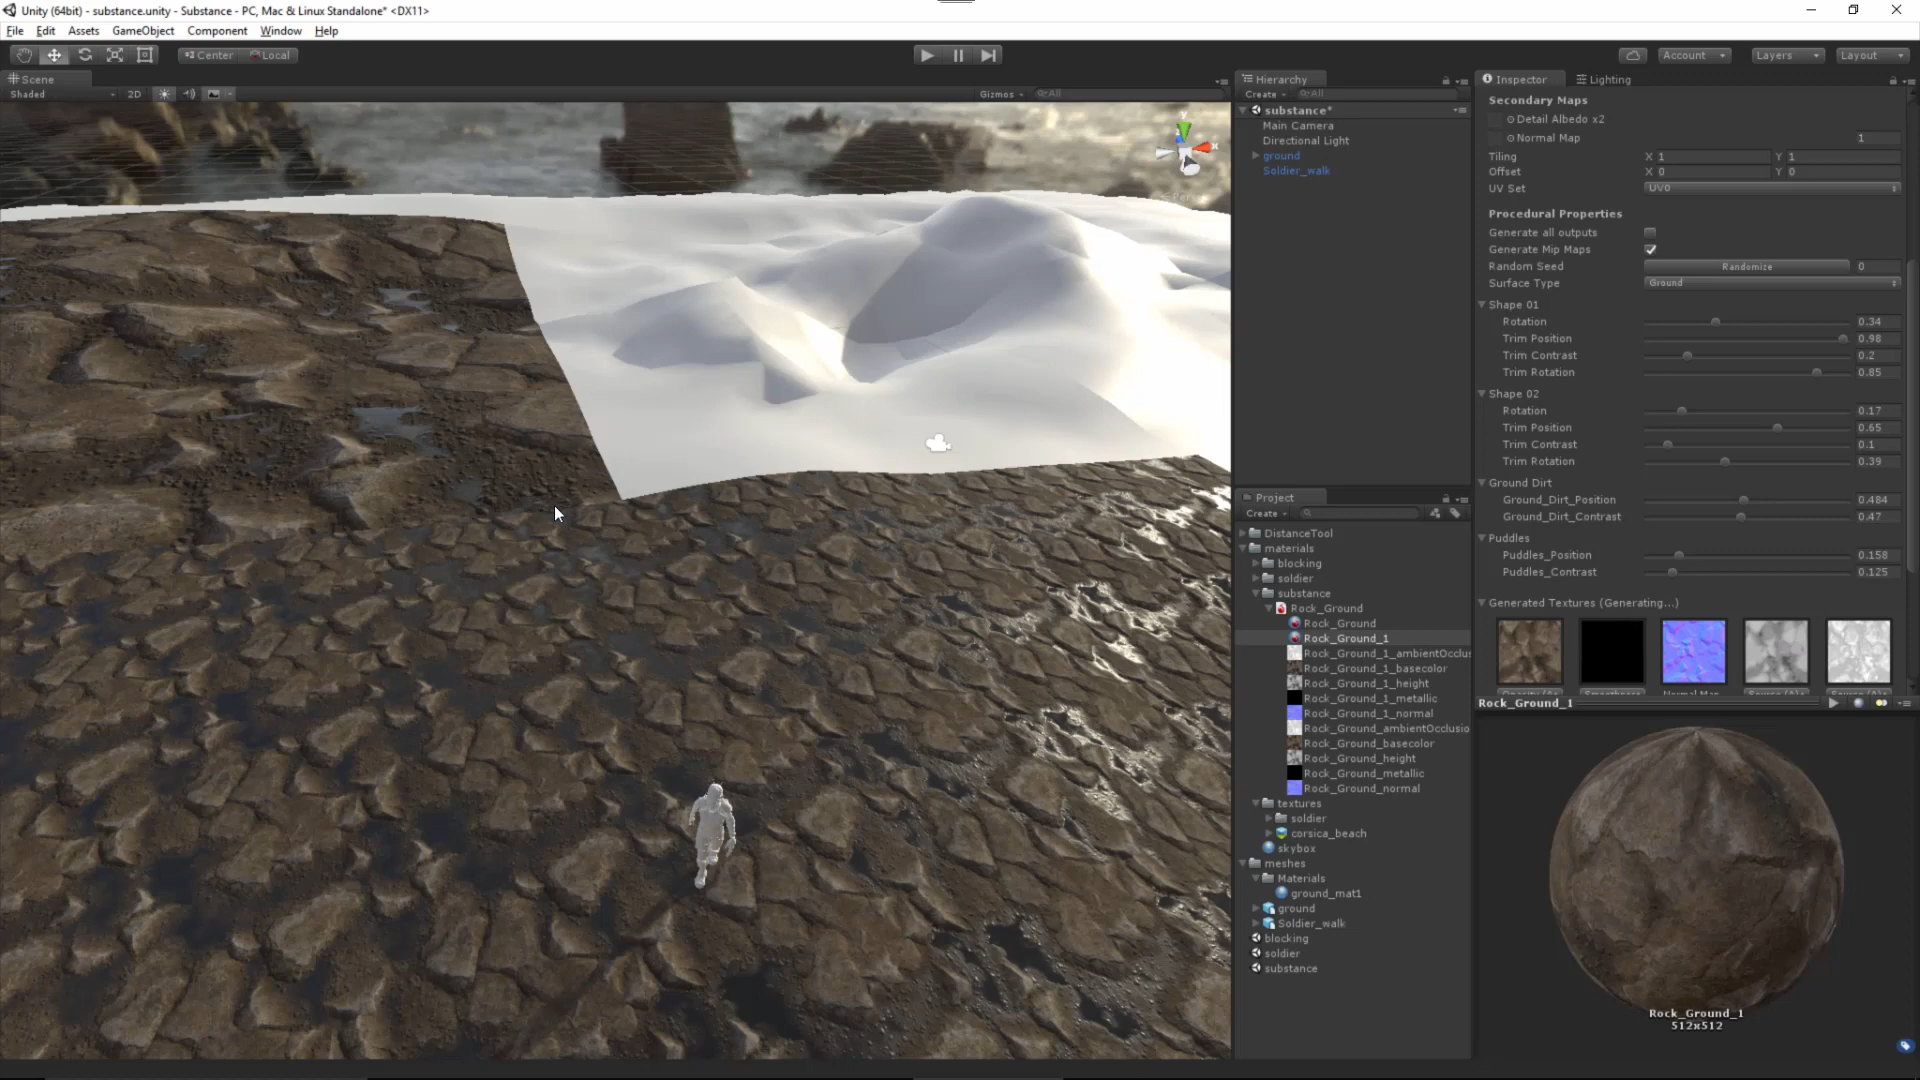 Unity (64bit) - substance.unity - Substance - PC, Mac & Linux Standalone* <DX11>
File Edit Assets GameObject Component Window Help
Center Local
Account Layers Layout
Scene
Shaded 2D Gizmos All
Hierarchy
Create All
substance*
Main Camera
Directional Light
ground
Soldier_walk
Project
Create
DistanceTool
materials
blocking
soldier
substance
Rock_Ground
Rock_Ground
Rock_Ground_1
Rock_Ground_1_ambientOcclus
Rock_Ground_1_basecolor
Rock_Ground_1_height
Rock_Ground_1_metallic
Rock_Ground_1_normal
Rock_Ground_ambientOcclusio
Rock_Ground_basecolor
Rock_Ground_height
Rock_Ground_metallic
Rock_Ground_normal
textures
soldier
corsica_beach
skybox
meshes
Materials
ground_mat1
ground
Soldier_walk
blocking
soldier
substance
Inspector Lighting
Secondary Maps
Detail Albedo x2
Normal Map 1
Tiling X 1 Y 1
Offset X 0 Y 0
UV Set UV0
Procedural Properties
Generate all outputs
Generate Mip Maps
Random Seed Randomize 0
Surface Type Ground
Shape 01
Rotation 0.34
Trim Position 0.98
Trim Contrast 0.2
Trim Rotation 0.85
Shape 02
Rotation 0.17
Trim Position 0.65
Trim Contrast 0.1
Trim Rotation 0.39
Ground Dirt
Ground_Dirt_Position 0.484
Ground_Dirt_Contrast 0.47
Puddles
Puddles_Position 0.158
Puddles_Contrast 0.125
Generated Textures (Generating...)
Normal Map
Rock_Ground_1
Rock_Ground_1
512x512